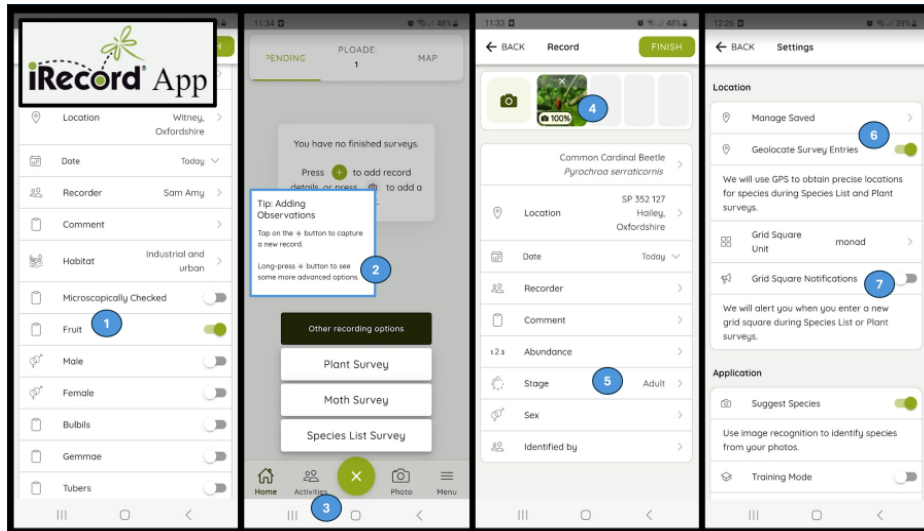 iRecord® App
H
Location
Witney,
Oxfordshire
Date
Today
Recorder
Sam Amy
Comment
Habitat
Industrial and
urban
Microscopically Checked
Fruit
1
Male
Female
Bulbils
Gemmae
Tubers
11:34
48%
PENDING
PLOADE
1
MAP
You have no finished surveys.
Press + to add record
details, or press to add a
Tip: Adding
Observations
Tap on the + button to capture
a new record.
Long-press + button to see
some more advanced options.
2
Other recording options
Plant Survey
Moth Survey
Species List Survey
Home
Activities
Photo
Menu
3
11:33
48%
BACK
Record
FINISH
100%
4
Common Cardinal Beetle
Pyrochroa serraticornis
Location
SP 352 127
Hailey,
Oxfordshire
Date
Today
Recorder
Comment
1.2.3
Abundance
Stage
5
Adult
Sex
Identified by
12:26
39%
BACK
Settings
Location
Manage Saved
6
Geolocate Survey Entries
We will use GPS to obtain precise locations
for species during Species List and Plant
surveys.
Grid Square
Unit
monad
Grid Square Notifications
7
We will alert you when you enter a new
grid square during Species List or Plant
surveys.
Application
Suggest Species
Use image recognition to identify species
from your photos.
Training Mode